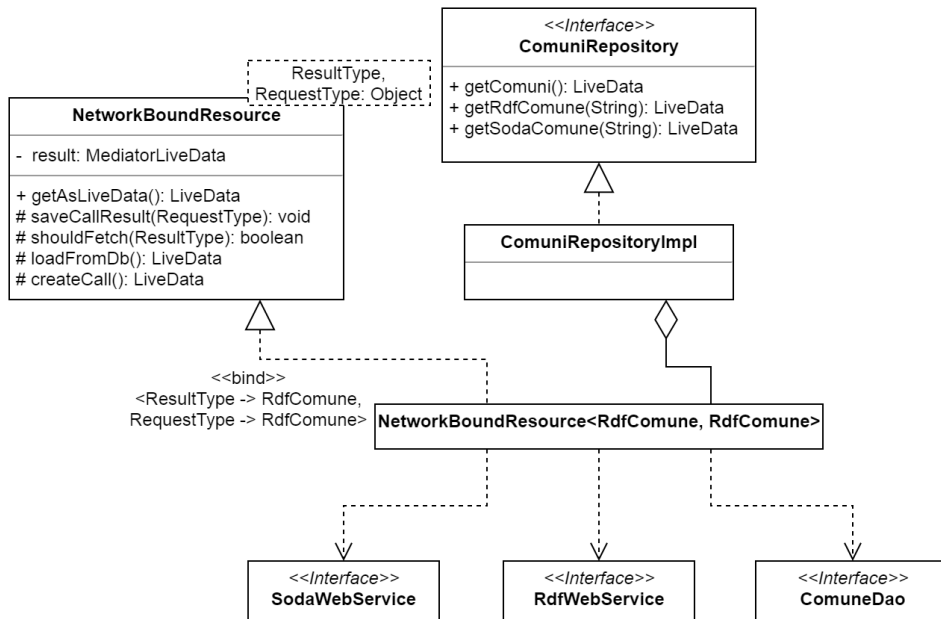 <<Interface>>
ComuniRepository
+ getComuni(): LiveData
+ getRdfComune(String): LiveData
+ getSodaComune(String): LiveData
ResultType,
RequestType: Object
NetworkBoundResource
- result: MediatorLiveData
+ getAsLiveData(): LiveData
# saveCallResult(RequestType): void
# shouldFetch(ResultType): boolean
# loadFromDb(): LiveData
# createCall(): LiveData
ComuniRepositoryImpl
<<bind>>
<ResultType -> RdfComune,
RequestType -> RdfComune>
NetworkBoundResource<RdfComune, RdfComune>
<<Interface>>
SodaWebService
<<Interface>>
RdfWebService
<<Interface>>
ComuneDao